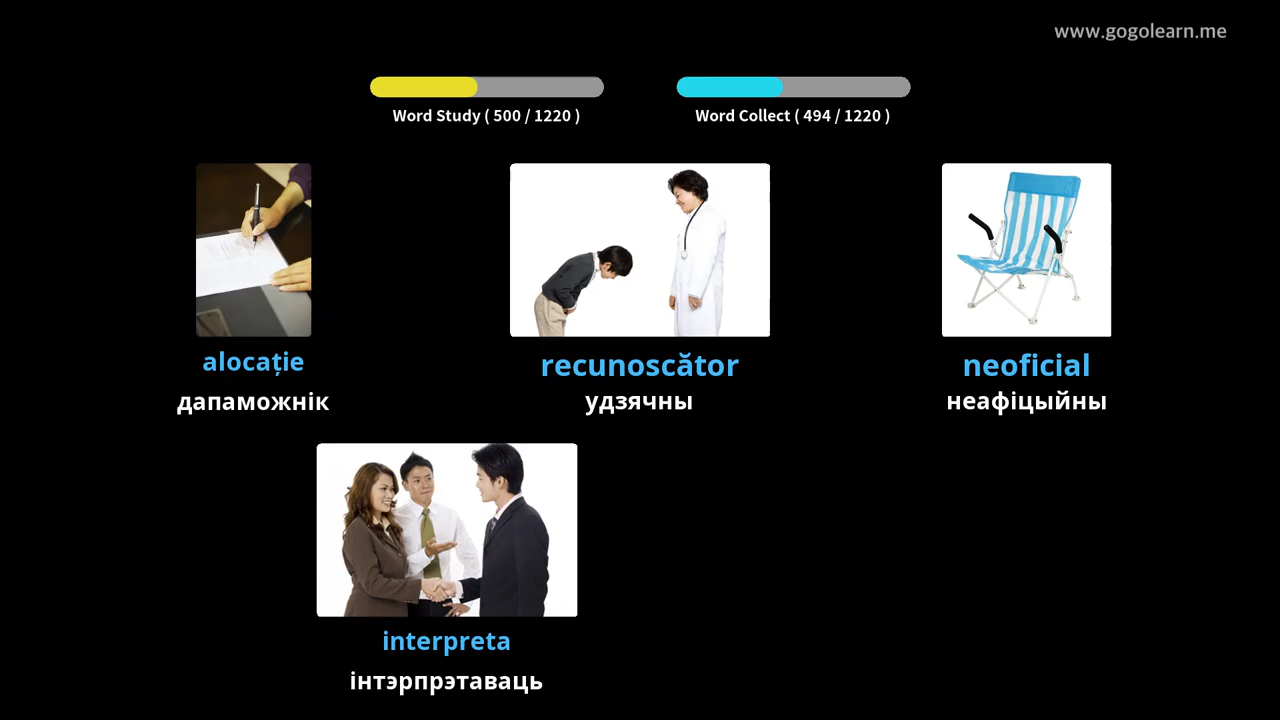 www.gogolearn.me
Word Study ( 500 / 1220 )
Word Collect ( 494 / 1220 )
alocație
дапаможнік
recunoscător
удзячны
neoficial
неафіцыйны
interpreta
інтэрпрэтаваць